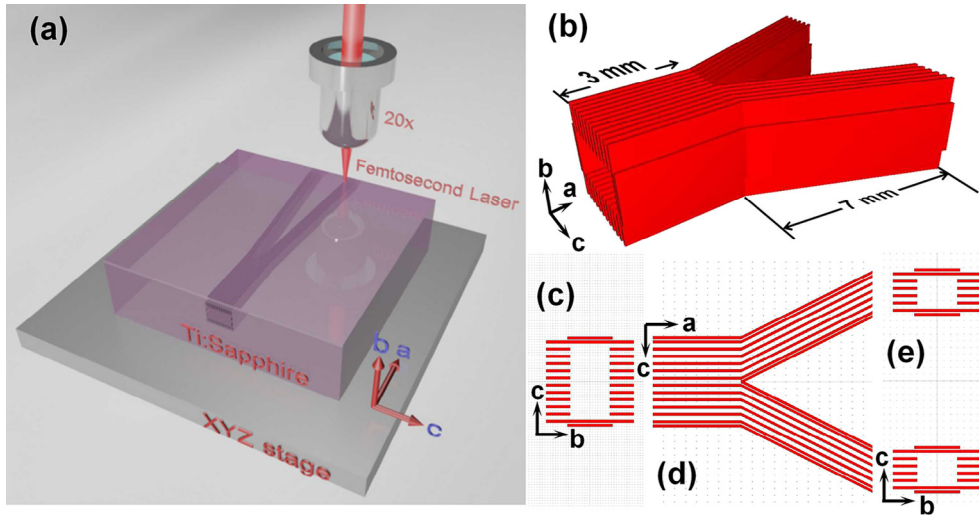 (a)
20x
Femtosecond Laser
Ti:Sapphire
XYZ stage
b
a
c
(b)
3 mm
7 mm
b
a
c
(c)
c
b
a
c
(d)
(e)
c
b